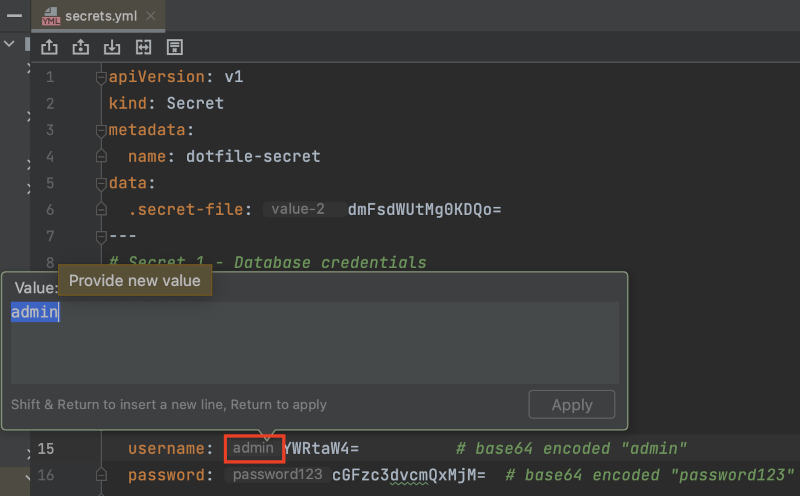 YML secrets.yml
1 apiVersion: v1
2 kind: Secret
3 metadata:
4 name: dotfile-secret
5 data:
6 .secret-file: value-2 dmFsdWUtMg0KDQo=
7 ---
8 # Secret 1 - Database credentials
Value:
Provide new value
admin
Shift & Return to insert a new line, Return to apply
Apply
15 username: admin YWRtaW4= # base64 encoded "admin"
16 password: password123 cGFzc3dvcmQxMjM= # base64 encoded "password123"